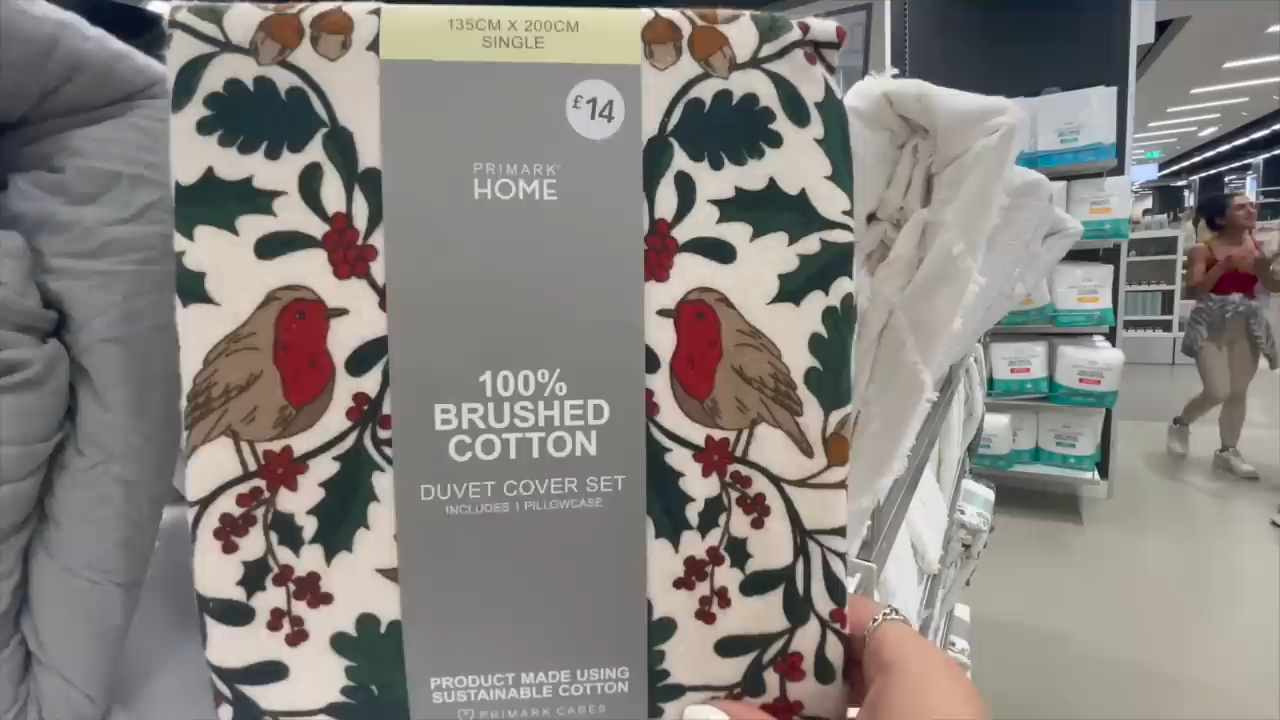 135CM X 200CM
SINGLE
£14
PRIMARK®
HOME
100%
BRUSHED
COTTON
DUVET COVER SET
INCLUDES 1 PILLOWCASE
PRODUCT MADE USING
SUSTAINABLE COTTON
PRIMARK CARES